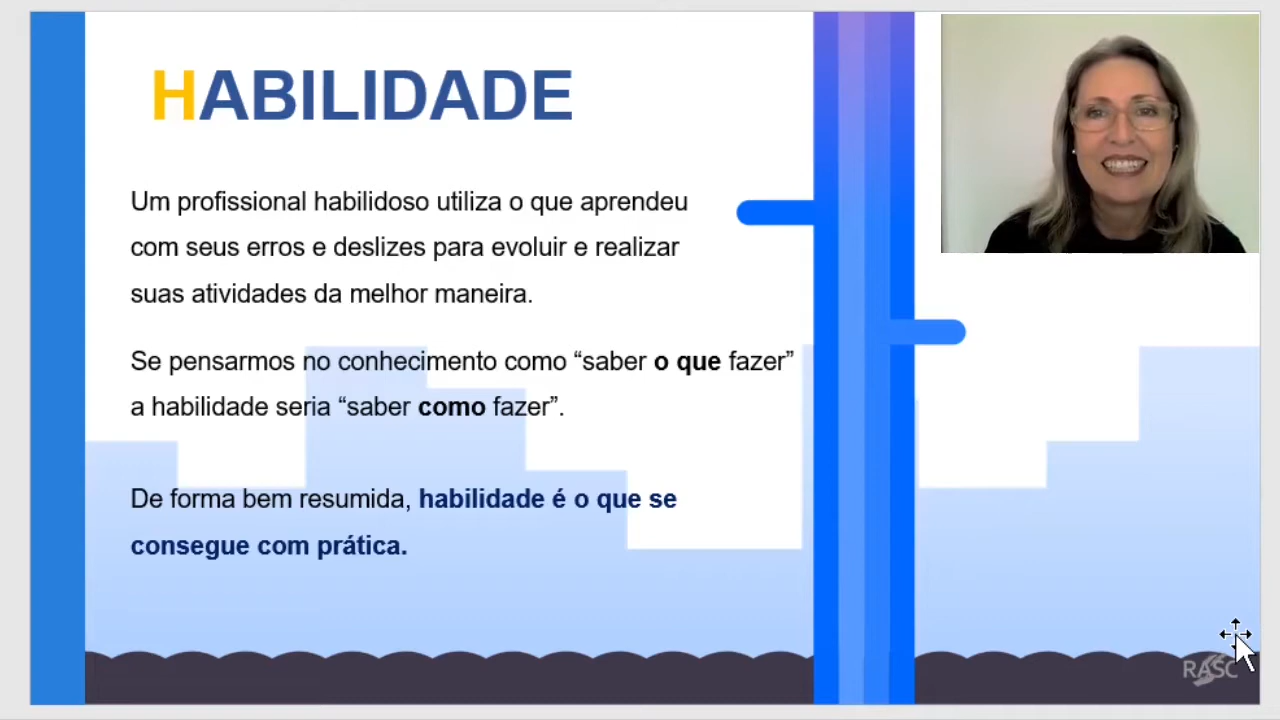 HABILIDADE
Um profissional habilidoso utiliza o que aprendeu
com seus erros e deslizes para evoluir e realizar
suas atividades da melhor maneira.
Se pensarmos no conhecimento como “saber o que fazer”
a habilidade seria “saber como fazer”.
De forma bem resumida, habilidade é o que se
consegue com prática.
RASC